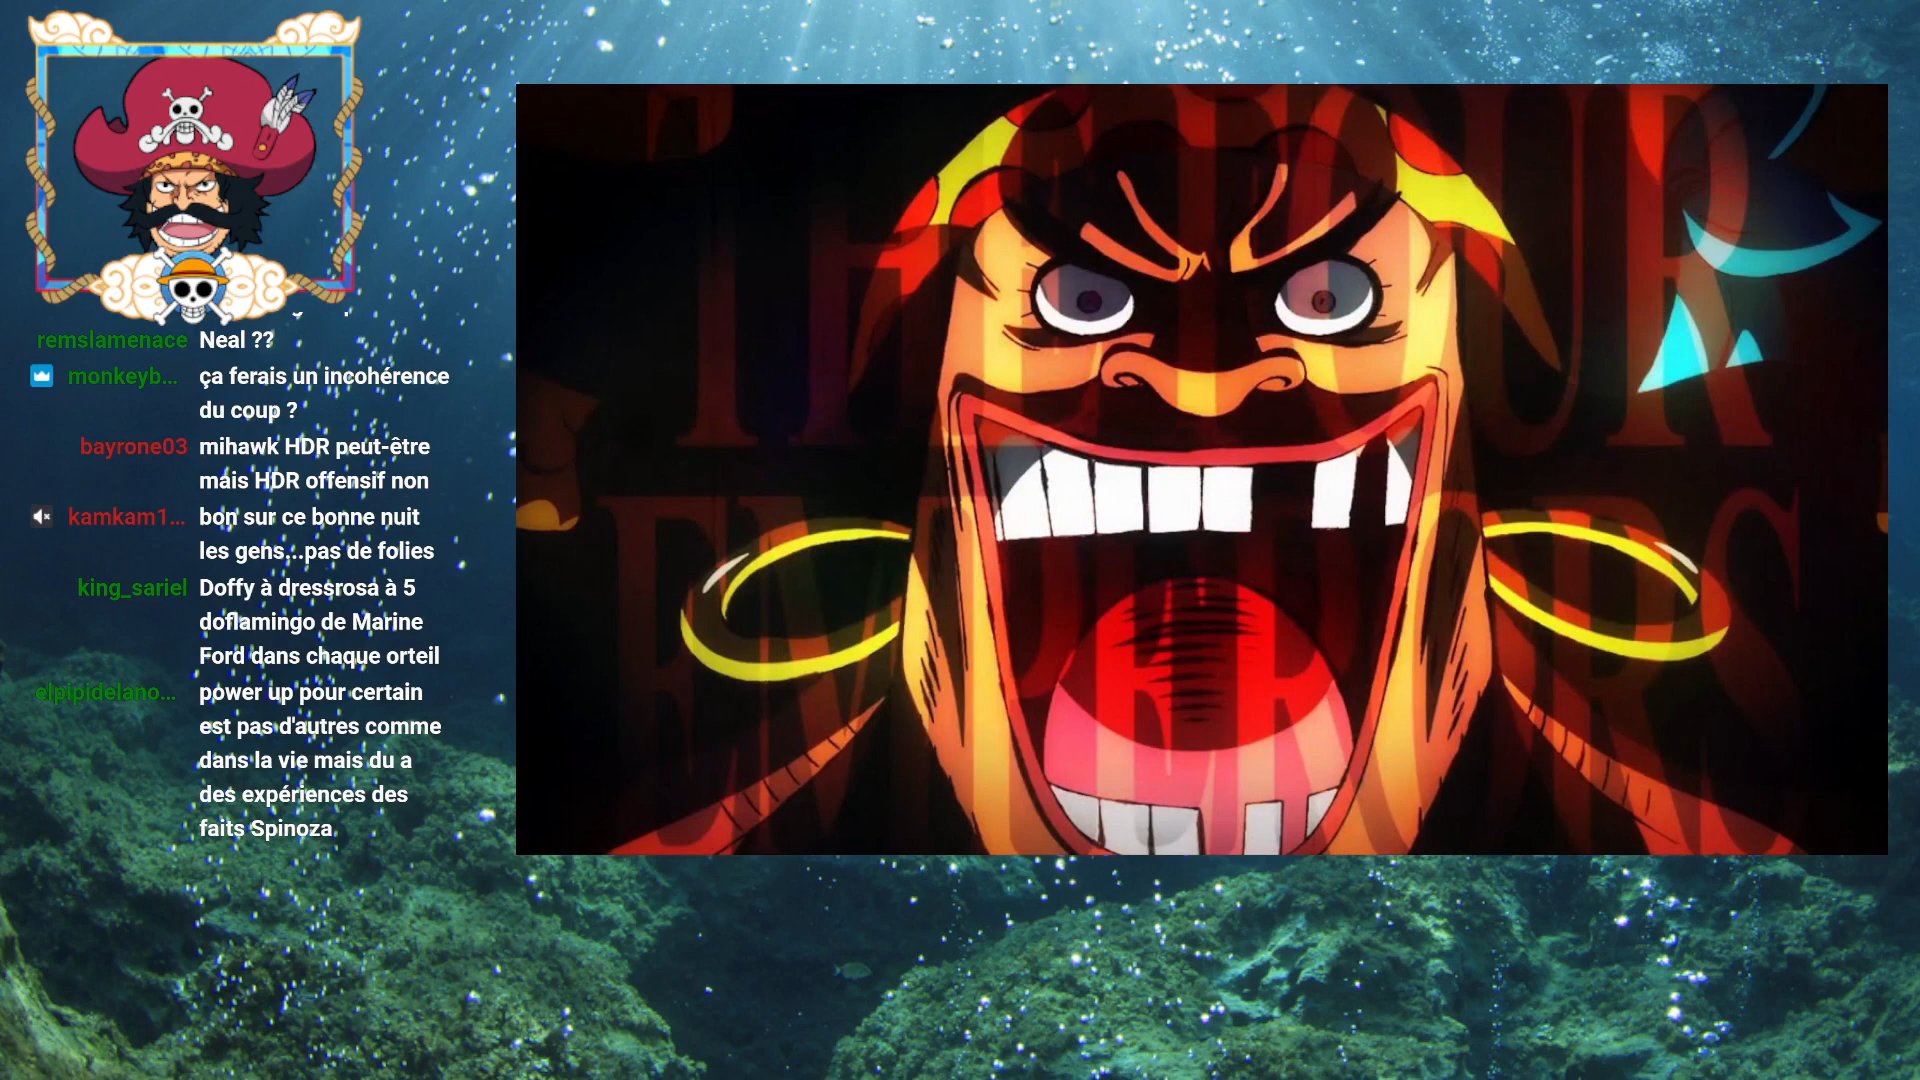 remslamenace Neal ??
monkeyb... ça ferais un incohérence
du coup ?
bayrone03 mihawk HDR peut-être
mais HDR offensif non
kamkam1... bon sur ce bonne nuit
les gens...pas de folies
king_sariel Doffy à dressrosa à 5
doflamingo de Marine
Ford dans chaque orteil
elpipidelano... power up pour certain
est pas d'autres comme
dans la vie mais du a
des expériences des
faits Spinoza
THE FOUR
EMPERORS